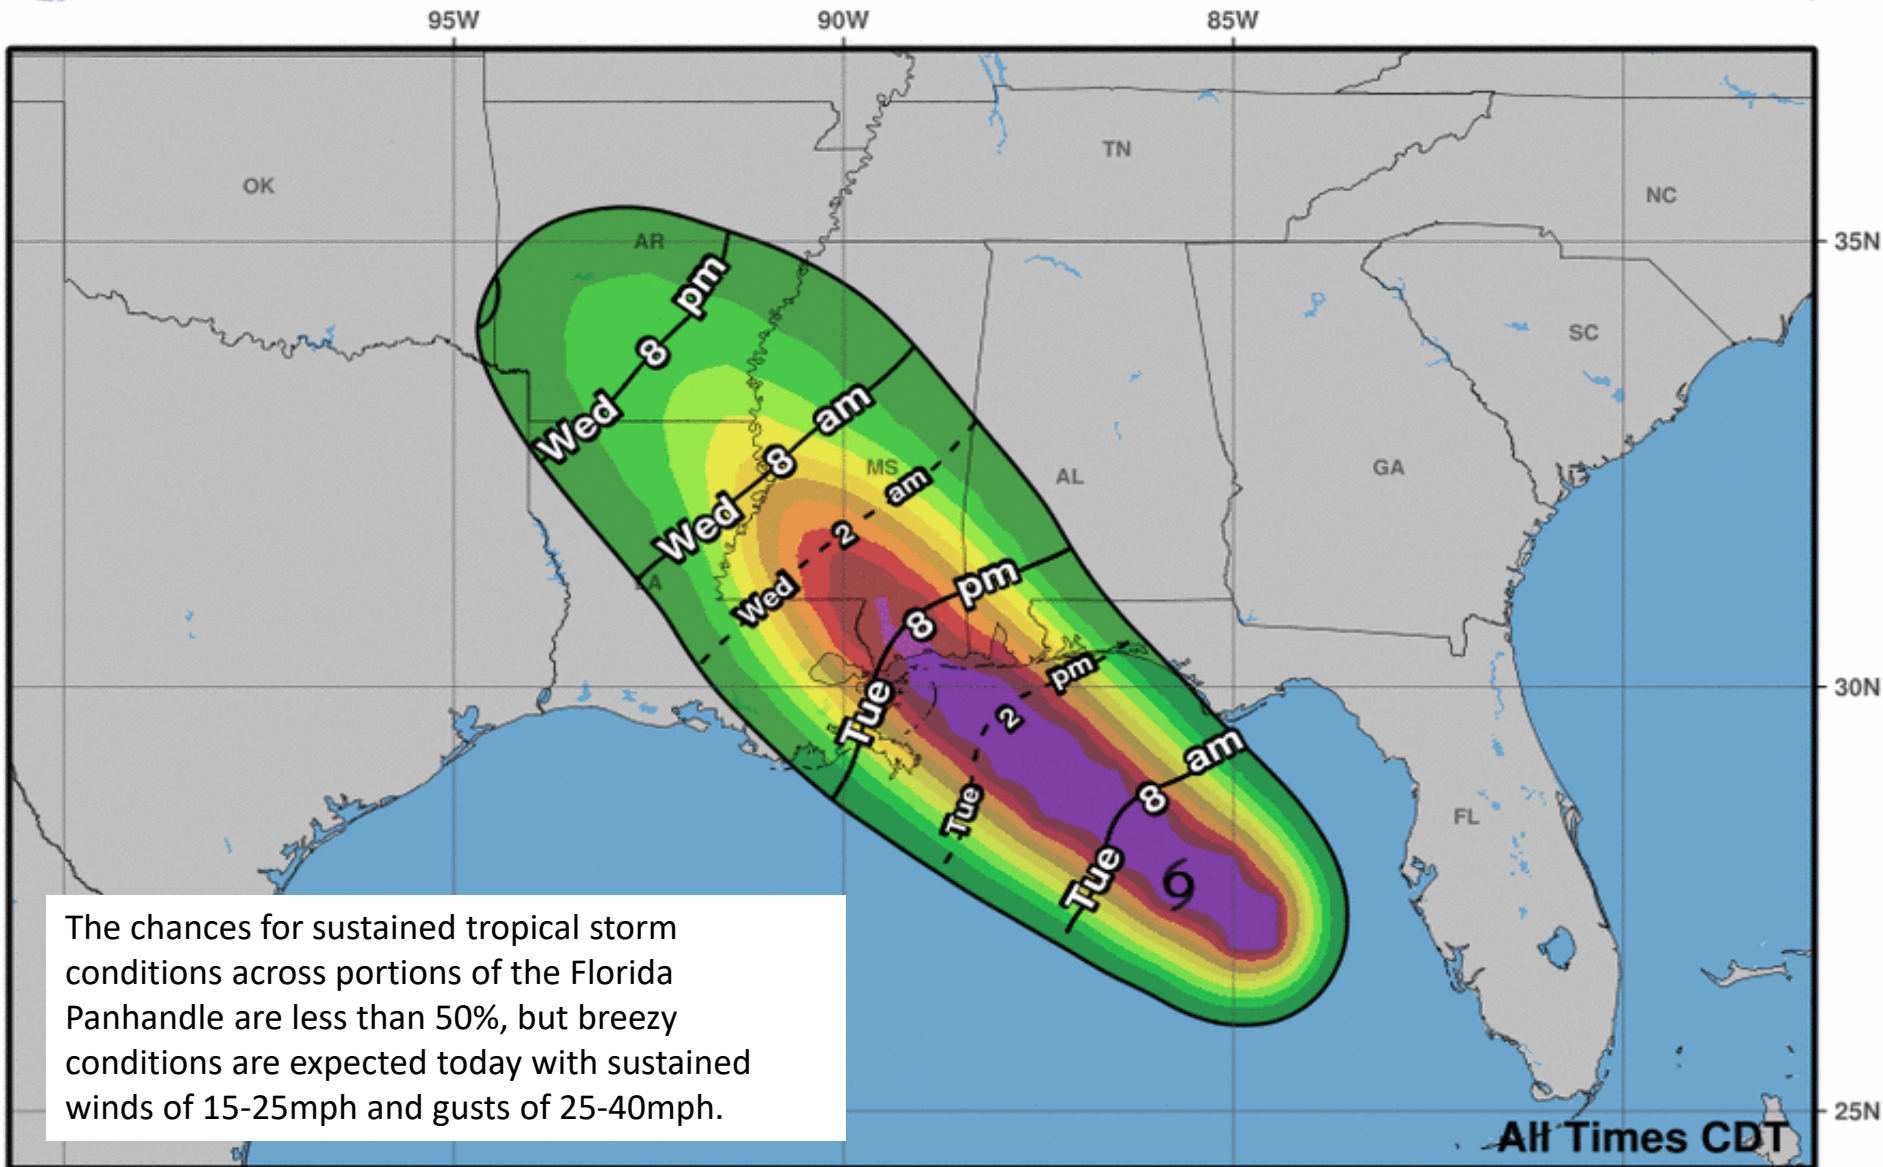 95W 90W 85W
TN
OK
NC
35N
AR
Wed 8 pm
SC
Wed 8 am
MS
AL
GA
Wed 2 am
LA
Tue 8 pm
30N
Tue 2 pm
Tue 8 am
FL
The chances for sustained tropical storm
conditions across portions of the Florida
Panhandle are less than 50%, but breezy
conditions are expected today with sustained
winds of 15-25mph and gusts of 25-40mph.
25N
All Times CDT